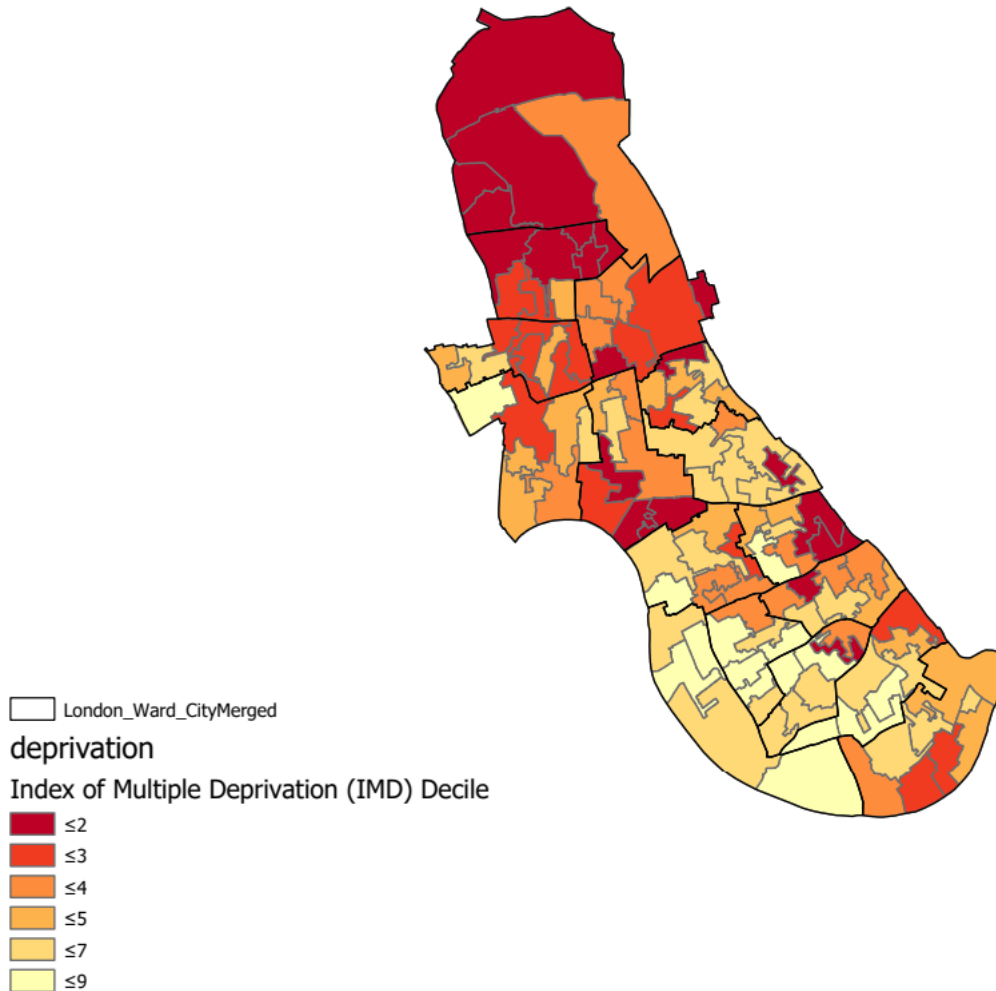 London_Ward_CityMerged
deprivation
Index of Multiple Deprivation (IMD) Decile
≤2
≤3
≤4
≤5
≤7
≤9